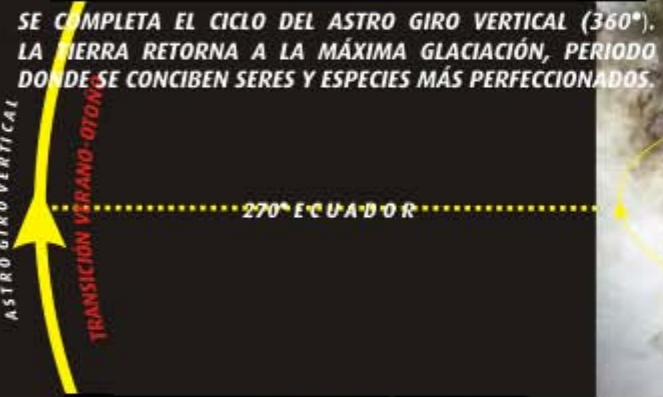 SE COMPLETA EL CICLO DEL ASTRO GIRO VERTICAL (360°).
LA TIERRA RETORNA A LA MÁXIMA GLACIACIÓN, PERIODO
DONDE SE CONCIBEN SERES Y ESPECIES MÁS PERFECCIONADOS.
ASTRO GIRO VERTICAL
TRANSICIÓN VERANO-OTOÑO
270° ECUADOR